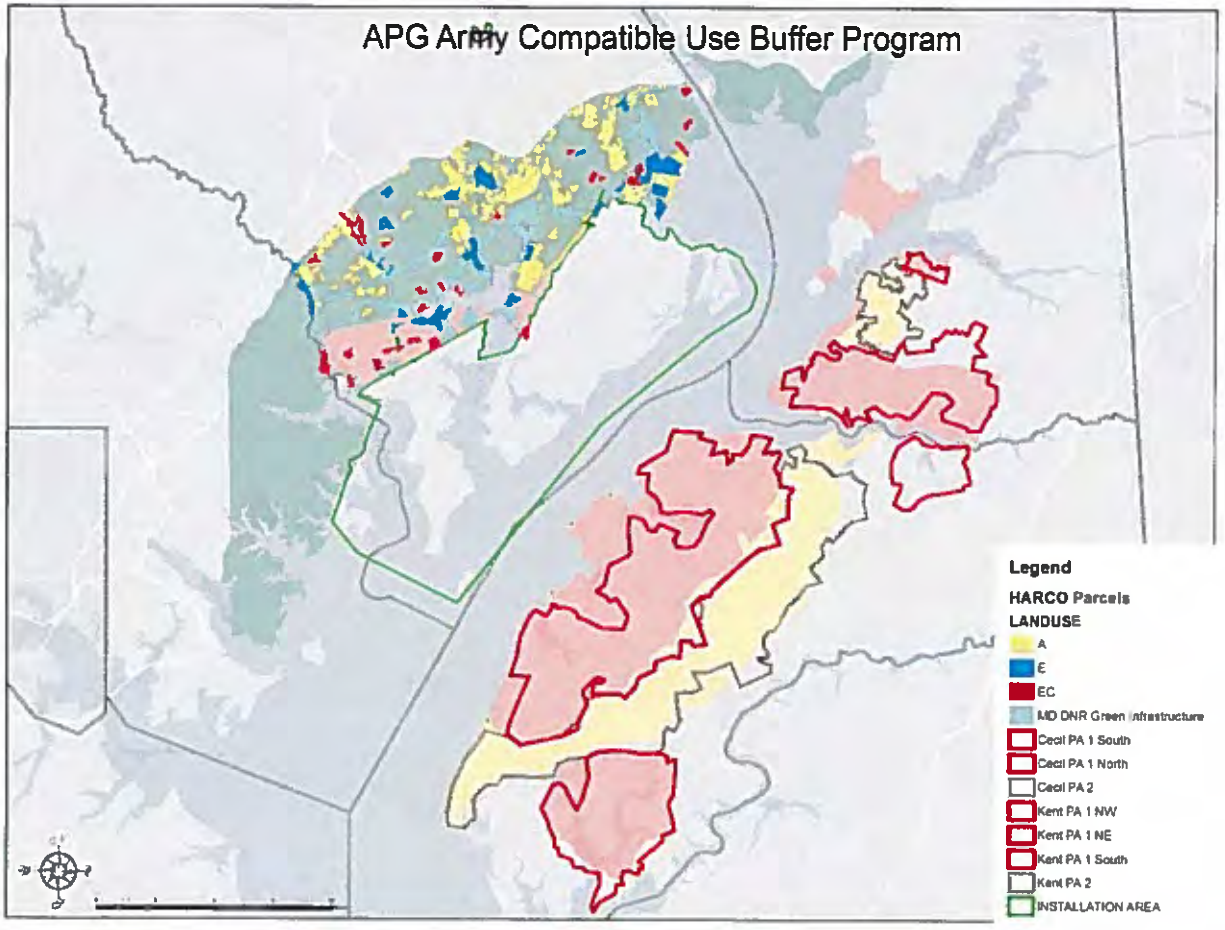 APG Army Compatible Use Buffer Program
Legend
HARCO Parcels
LANDUSE
A
E
EC
MD DNR Green Infrastructure
Cecil PA 1 South
Cecil PA 1 North
Cecil PA 2
Kent PA 1 NW
Kent PA 1 NE
Kent PA 1 South
Kent PA 2
INSTALLATION AREA